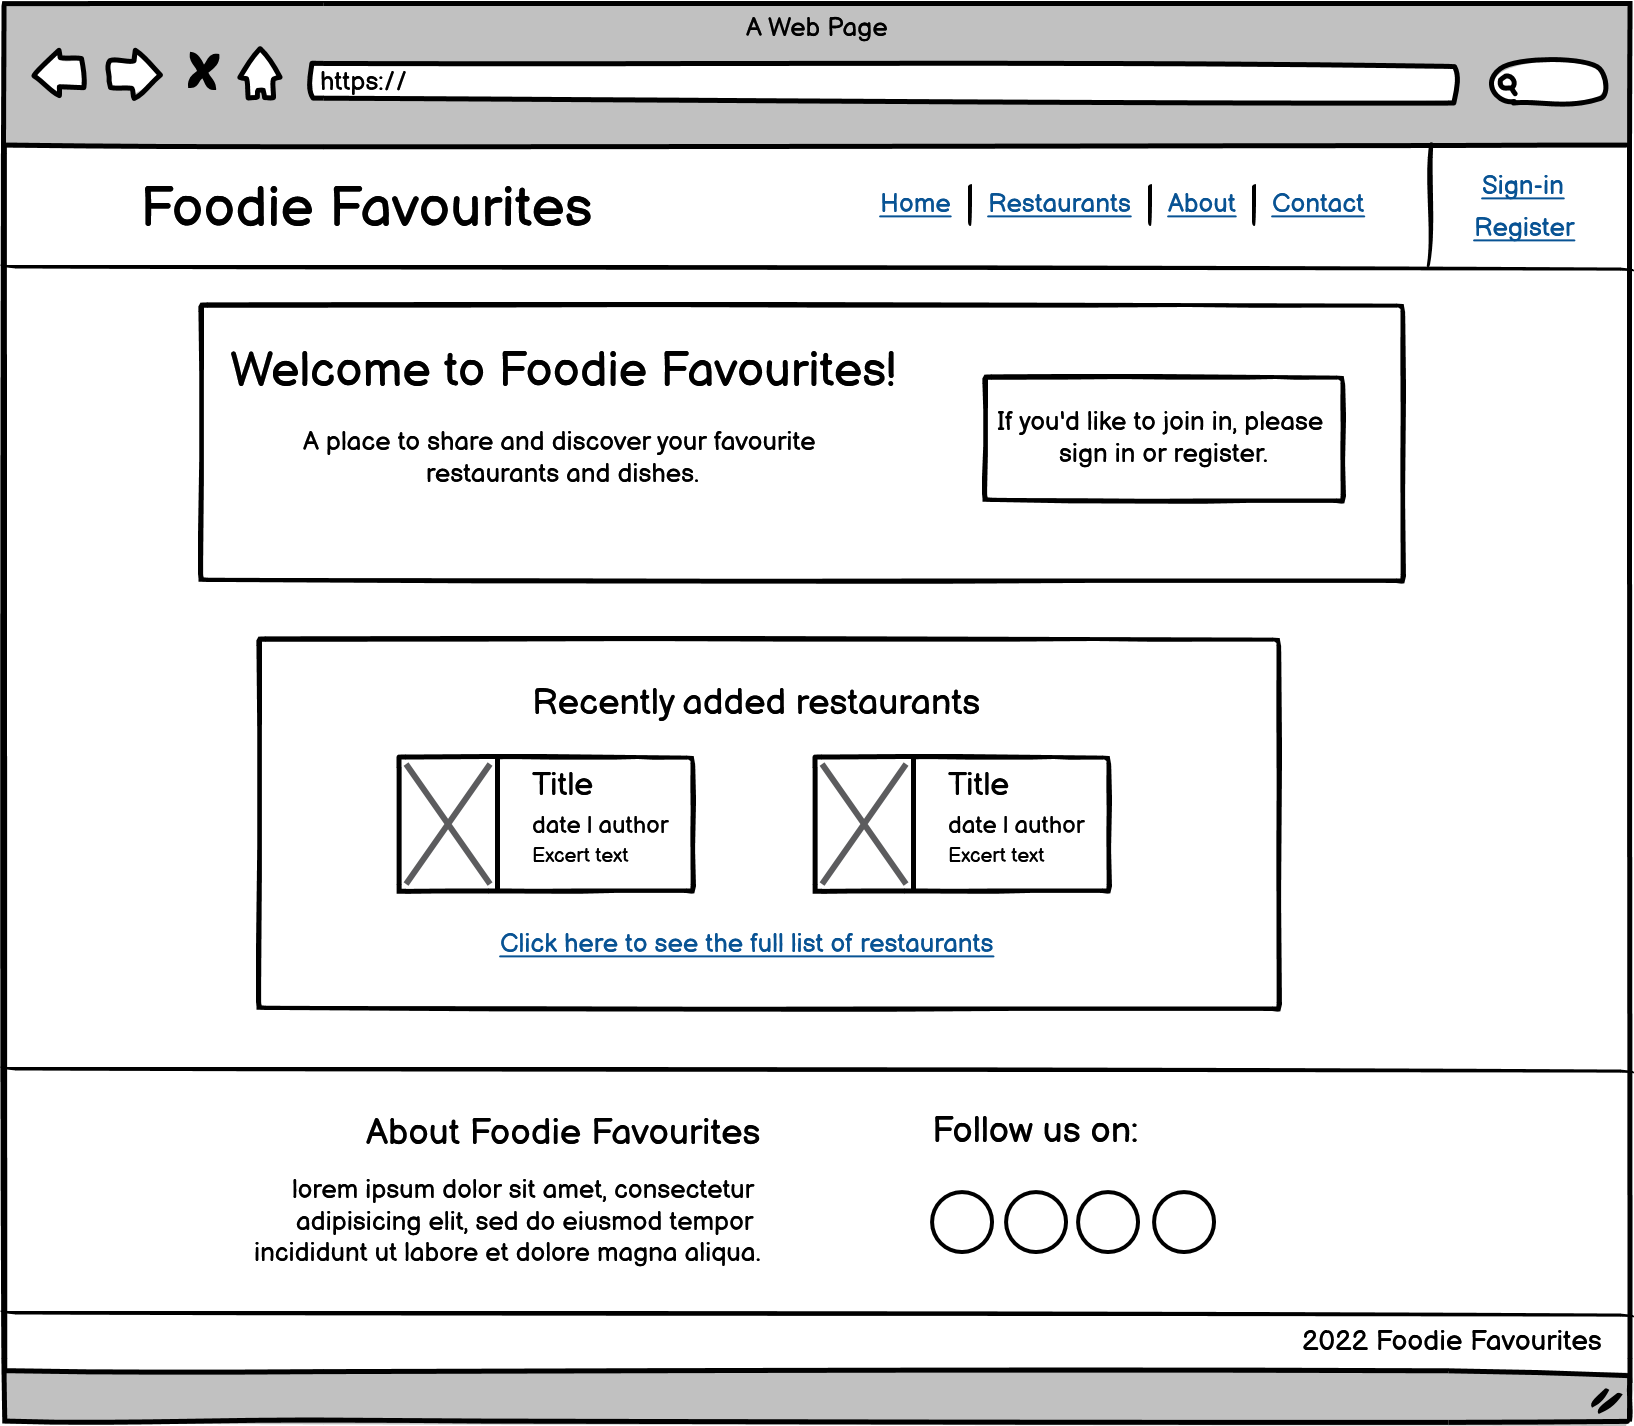 A Web Page
https://
Foodie Favourites
Home | Restaurants | About | Contact
Sign-in
Register
Welcome to Foodie Favourites!
A place to share and discover your favourite
restaurants and dishes.
If you'd like to join in, please
sign in or register.
Recently added restaurants
Title
date | author
Excert text
Title
date | author
Excert text
Click here to see the full list of restaurants
About Foodie Favourites
lorem ipsum dolor sit amet, consectetur
adipisicing elit, sed do eiusmod tempor
incididunt ut labore et dolore magna aliqua.
Follow us on:
2022 Foodie Favourites